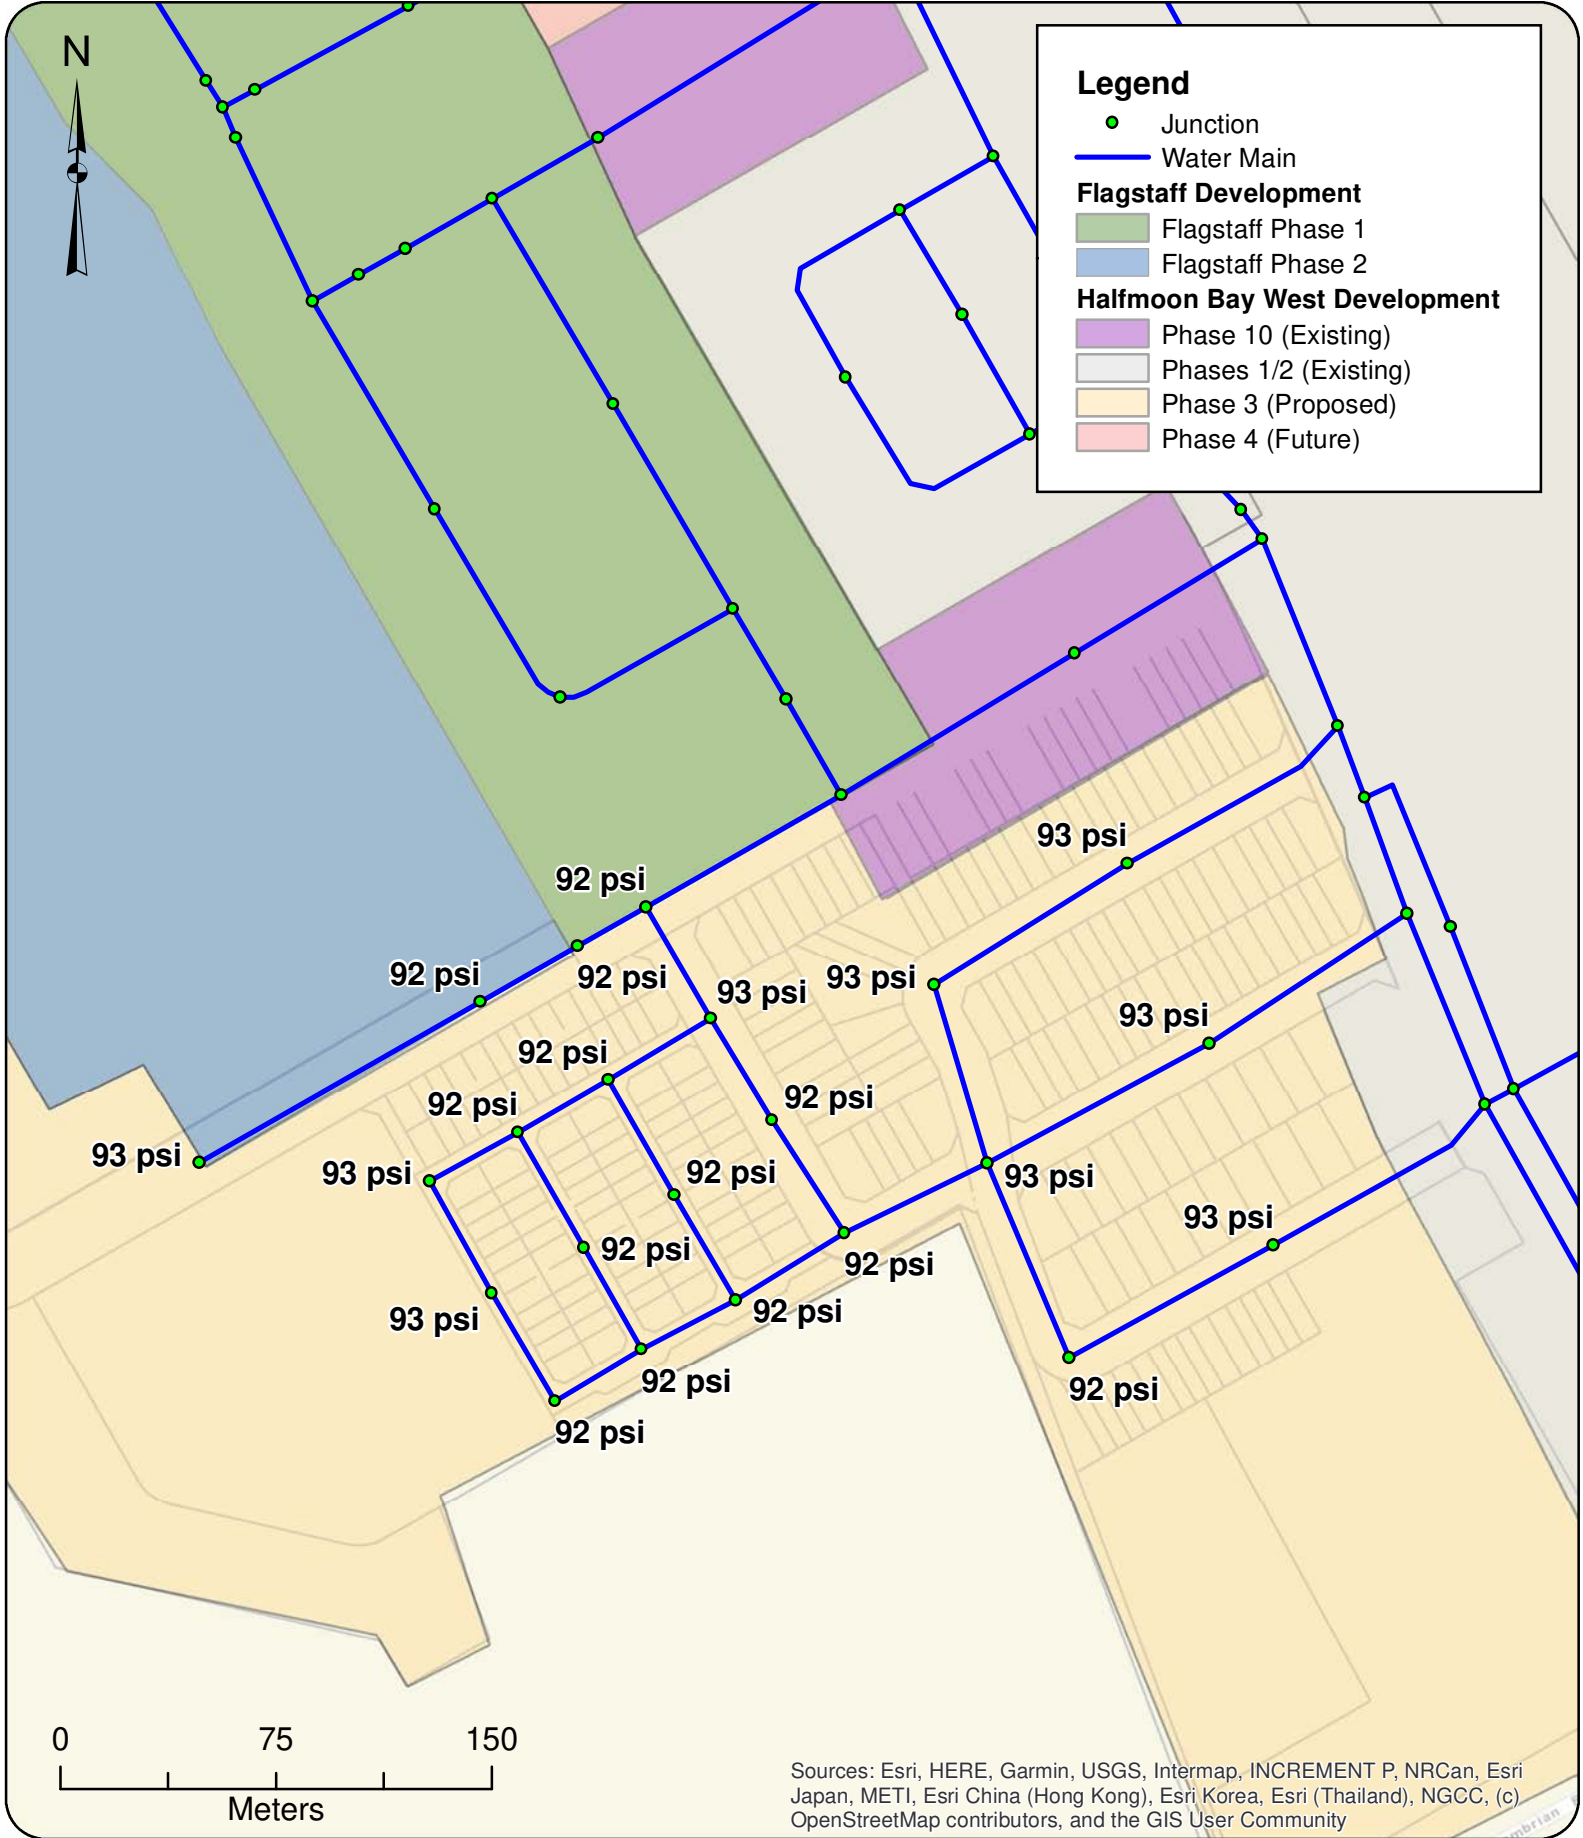 N
Legend
Junction
Water Main
Flagstaff Development
Flagstaff Phase 1
Flagstaff Phase 2
Halfmoon Bay West Development
Phase 10 (Existing)
Phases 1/2 (Existing)
Phase 3 (Proposed)
Phase 4 (Future)
93 psi
92 psi
92 psi
92 psi
93 psi
93 psi
93 psi
92 psi
92 psi
92 psi
93 psi
93 psi
92 psi
93 psi
93 psi
92 psi
92 psi
93 psi
92 psi
92 psi
92 psi
92 psi
0 75 150
Meters
Sources: Esri, HERE, Garmin, USGS, Intermap, INCREMENT P, NRCan, Esri
Japan, METI, Esri China (Hong Kong), Esri Korea, Esri (Thailand), NGCC, (c)
OpenStreetMap contributors, and the GIS User Community